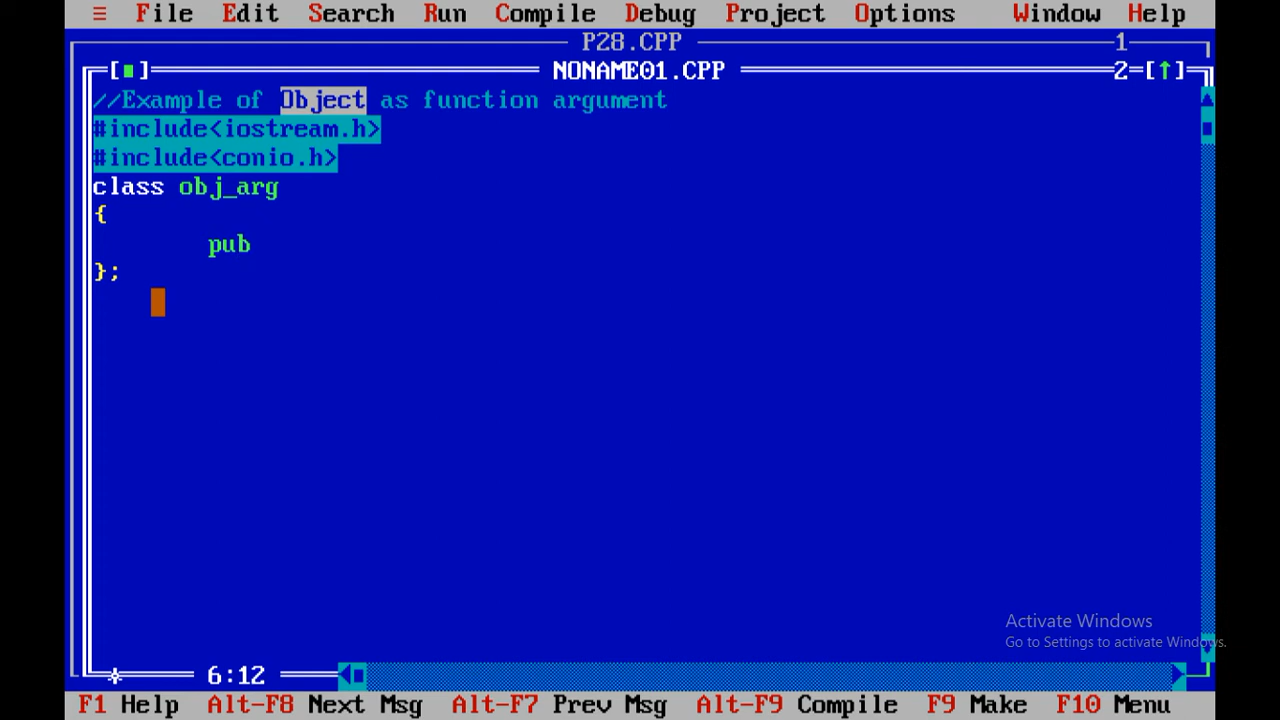 ≡ File Edit Search Run Compile Debug Project Options Window Help
P28.CPP 1
[■] NONAME01.CPP 2=[↑]
//Example of Object as function argument
#include<iostream.h>
#include<conio.h>
class obj_arg
{
pub
};
Activate Windows
Go to Settings to activate Windows.
6:12
F1 Help Alt-F8 Next Msg Alt-F7 Prev Msg Alt-F9 Compile F9 Make F10 Menu